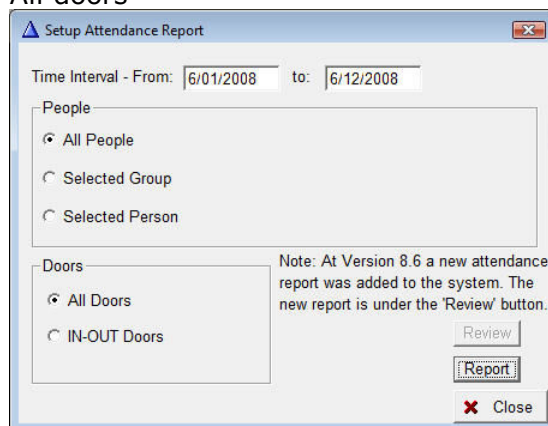 All doors
Setup Attendance Report
Time Interval - From: 6/01/2008 to: 6/12/2008
People
All People
Selected Group
Selected Person
Doors
All Doors
IN-OUT Doors
Note: At Version 8.6 a new attendance
report was added to the system. The
new report is under the 'Review' button.
Review
Report
Close